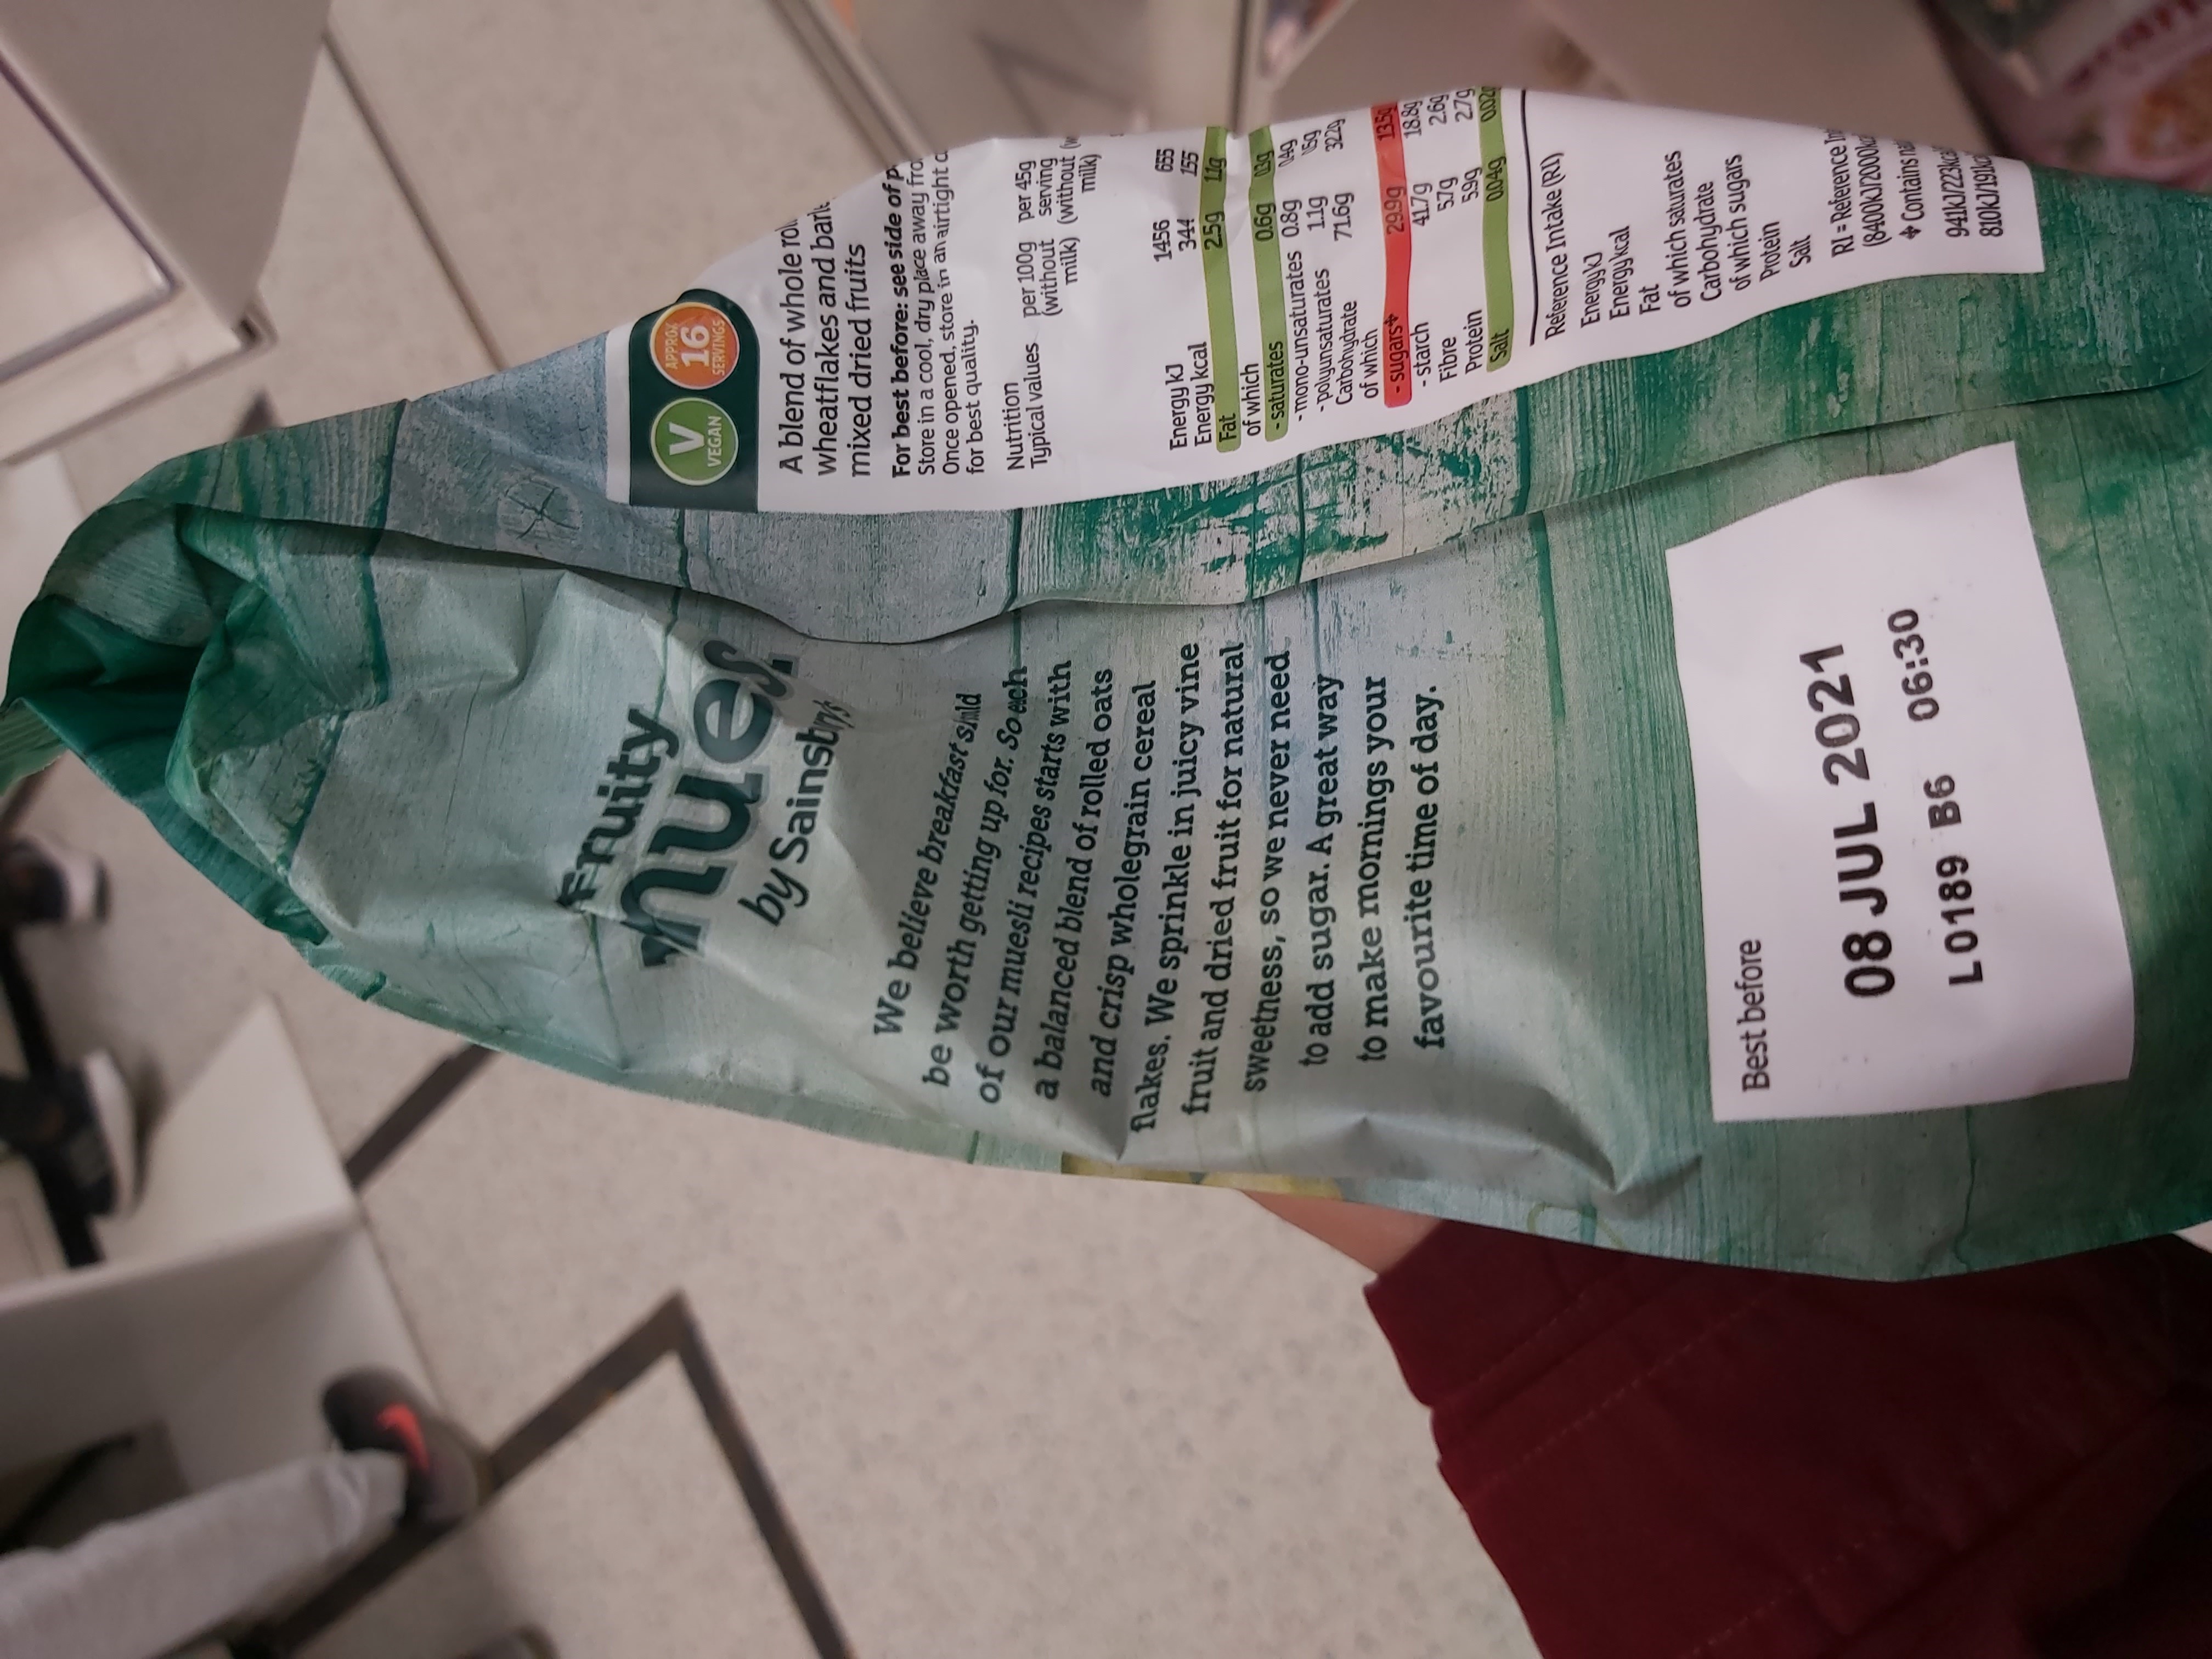 Fruity
by Sainsbury's
We believe breakfast should
be worth getting up for. So each
of our muesli recipes starts with
a balanced blend of rolled oats
and crisp wholegrain cereal
flakes. We sprinkle in juicy vine
fruit and dried fruit for natural
sweetness, so we never need
to add sugar. A great way
to make mornings your
favourite time of day.
Best before
08 JUL 2021
L0189 B6 06:30
V
VEGAN
APPROX
16
SERVINGS
A blend of whole
wheatflakes and
mixed dried fruits
For best before: see side of
Store in a cool, dry place away
Once opened, store in an airtight
for best quality.
Nutrition
Typical values per 100g per 45g
(without serving
milk) (without
milk)
Energy kJ 1456 655
Energy kcal 344 155
Fat 2.5g 1.1g
of which
- saturates 0.6g 0.3g
- mono-unsaturates 0.8g 0.4g
- polyunsaturates 1.1g 0.5g
Carbohydrate 71.6g 32.2g
of which
- sugars✤ 29.9g 13.5g
- starch 41.7g 18.8g
Fibre 5.7g 2.6g
Protein 5.9g 2.7g
Salt 0.04g 0.02g
Reference Intake (RI)
Energy kJ
Energy kcal
Fat
of which saturates
Carbohydrate
of which sugars
Protein
Salt
RI = Reference
(8400kJ/2000
✤ Contains
941kJ/223kcal
810kJ/191